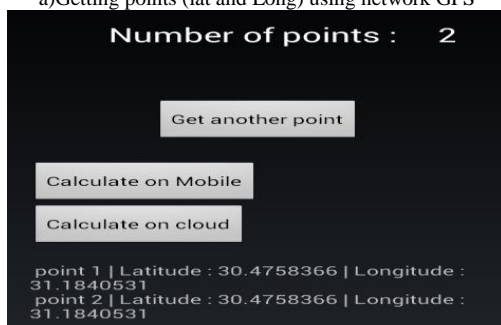 a)Getting points (lat and Long) using network GPS
Number of points : 2
Get another point
Calculate on Mobile
Calculate on cloud
point 1 | Latitude : 30.4758366 | Longitude :
31.1840531
point 2 | Latitude : 30.4758366 | Longitude :
31.1840531